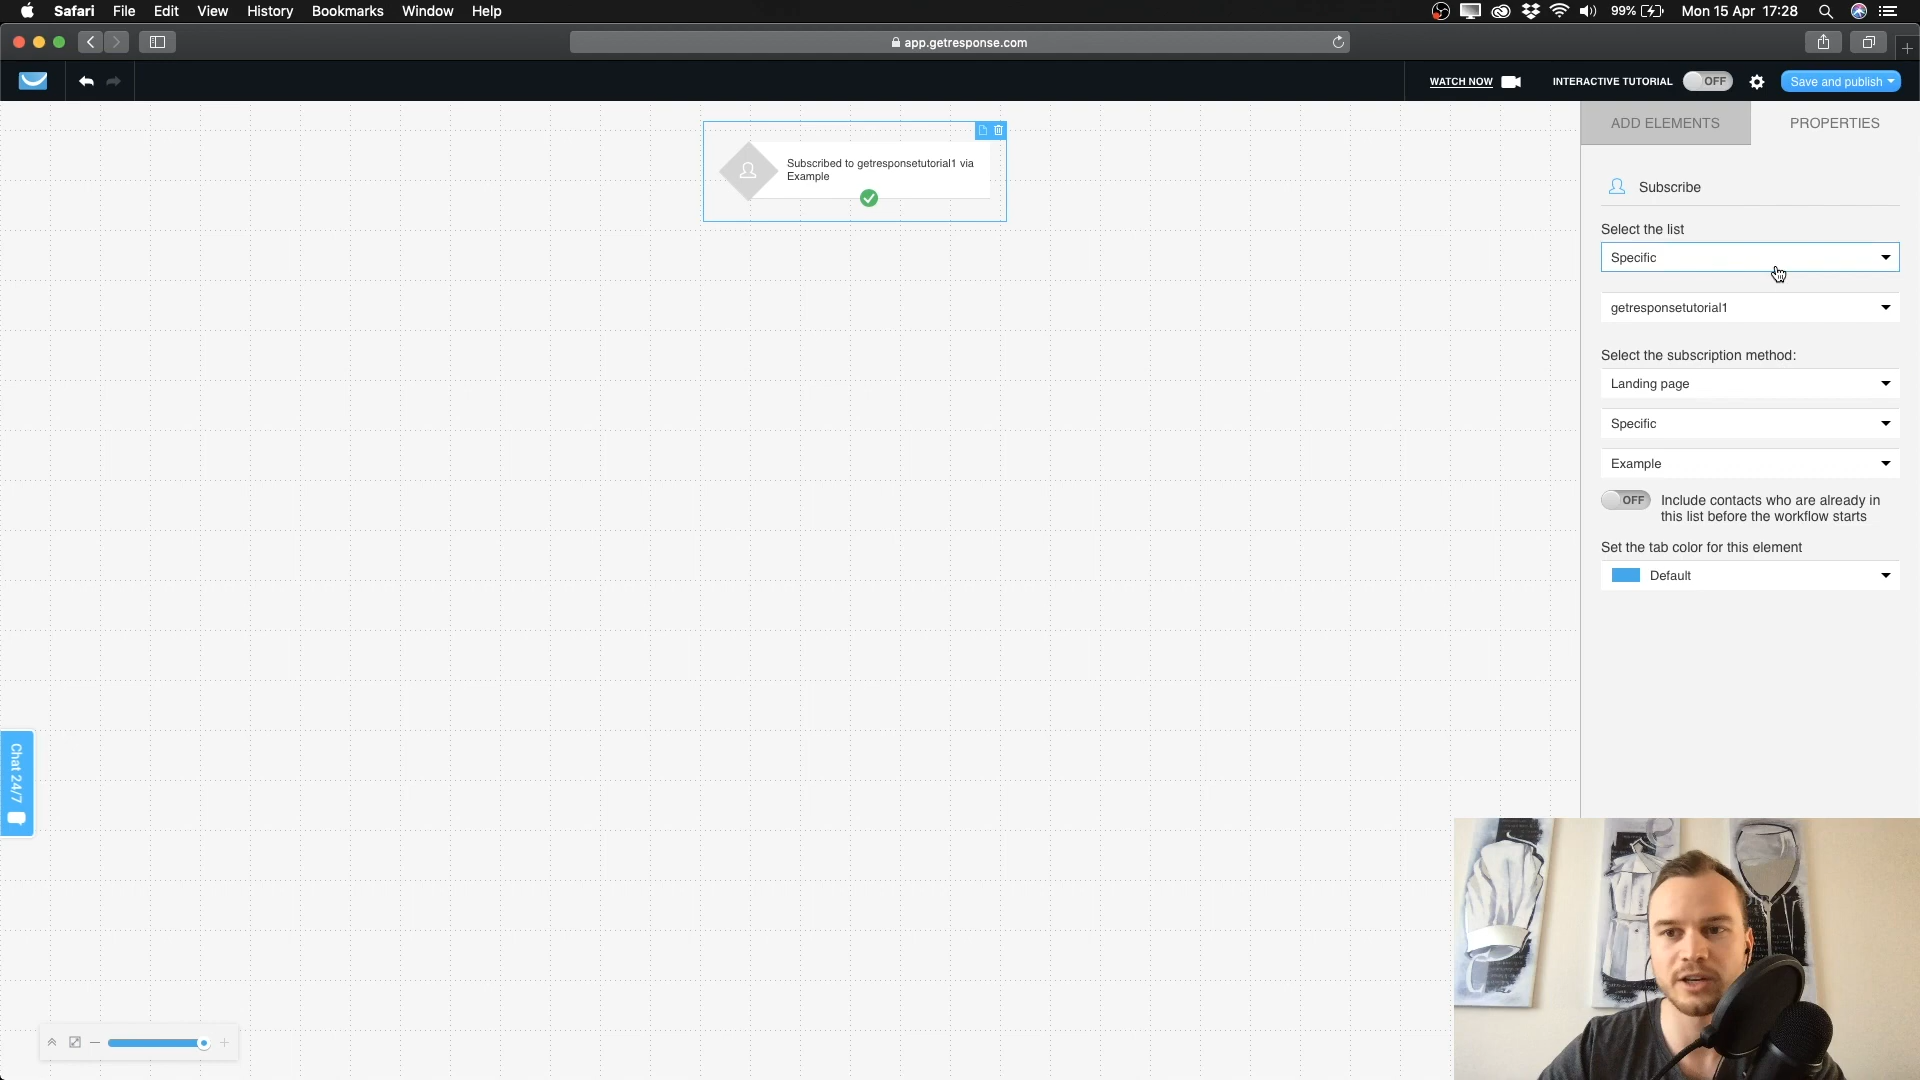 Safari File Edit View History Bookmarks Window Help
99% Mon 15 Apr 17:28
app.getresponse.com
WATCH NOW
INTERACTIVE TUTORIAL
OFF
Save and publish
ADD ELEMENTS
PROPERTIES
Subscribed to getresponsetutorial1 via
Example
Subscribe
Select the list
Specific
getresponsetutorial1
Select the subscription method:
Landing page
Specific
Example
OFF
Include contacts who are already in
this list before the workflow starts
Set the tab color for this element
Default
Chat 24/7